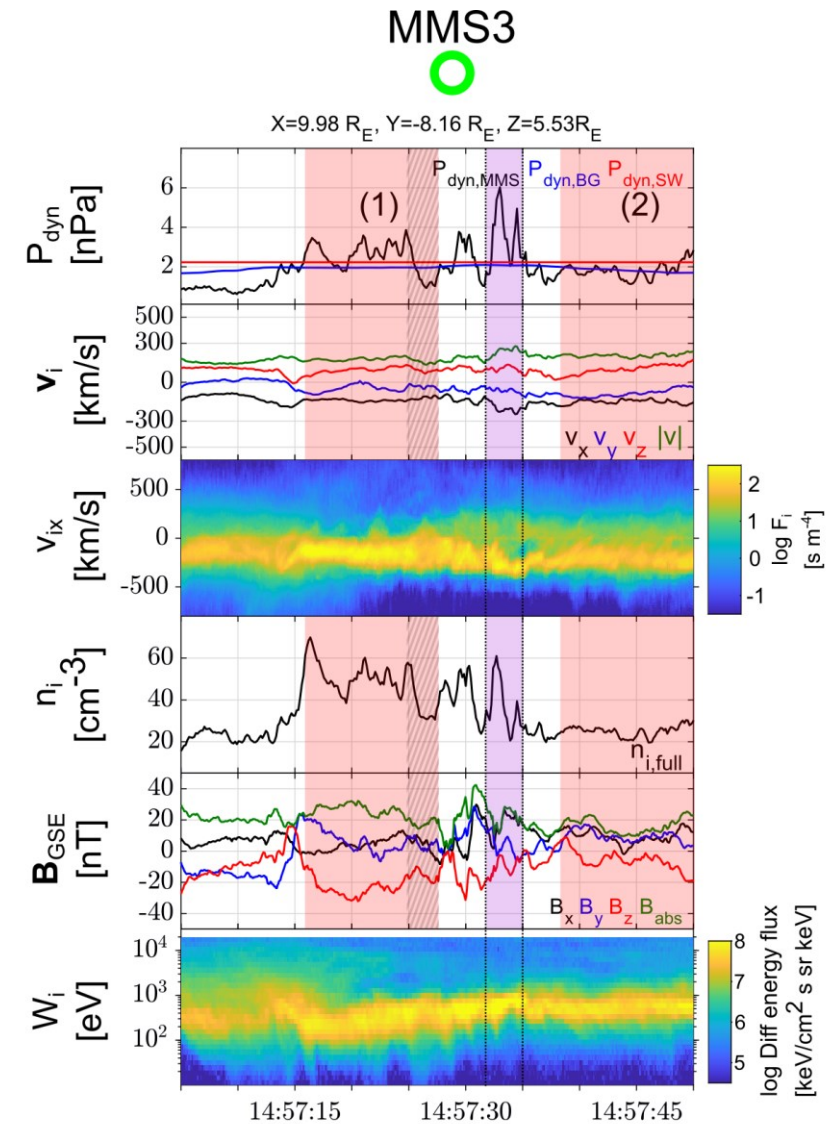 MMS3
X=9.98 R_E, Y=-8.16 R_E, Z=5.53R_E
P_dyn [nPa]
6
4
2
P_dyn,MMS P_dyn,BG P_dyn,SW
(1) (2)
v_i [km/s]
500
300
0
-300
-500
v_x v_y v_z |v|
v_ix [km/s]
500
0
-500
2
1
0
-1
log F_i
[s m^-4]
n_i [cm^-3]
60
40
20
n_i,full
B_GSE [nT]
40
20
0
-20
-40
B_x B_y B_z B_abs
W_i [eV]
10^4
10^3
10^2
8
7
6
5
log Diff energy flux
[keV/cm^2 s sr keV]
14:57:15 14:57:30 14:57:45